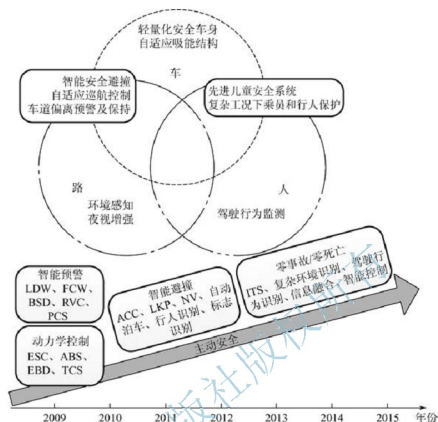 轻量化安全车身
自适应吸能结构
车
智能安全避撞
自适应巡航控制
车道偏离预警及保持
先进儿童安全系统
复杂工况下乘员和行人保护
路
环境感知
夜视增强
人
驾驶行为监测
智能预警
LDW、FCW、
BSD、RVC、
PCS
动力学控制
ESC、ABS、
EBD、TCS
智能避撞
ACC、LKP、NV、自动
泊车、行人识别、标志
识别
零事故/零死亡
ITS、复杂环境识别、驾驶行
为识别、信息融合、智能控制
主动安全
版社版权所有
2009 2010 2011 2012 2013 2014 2015 年份